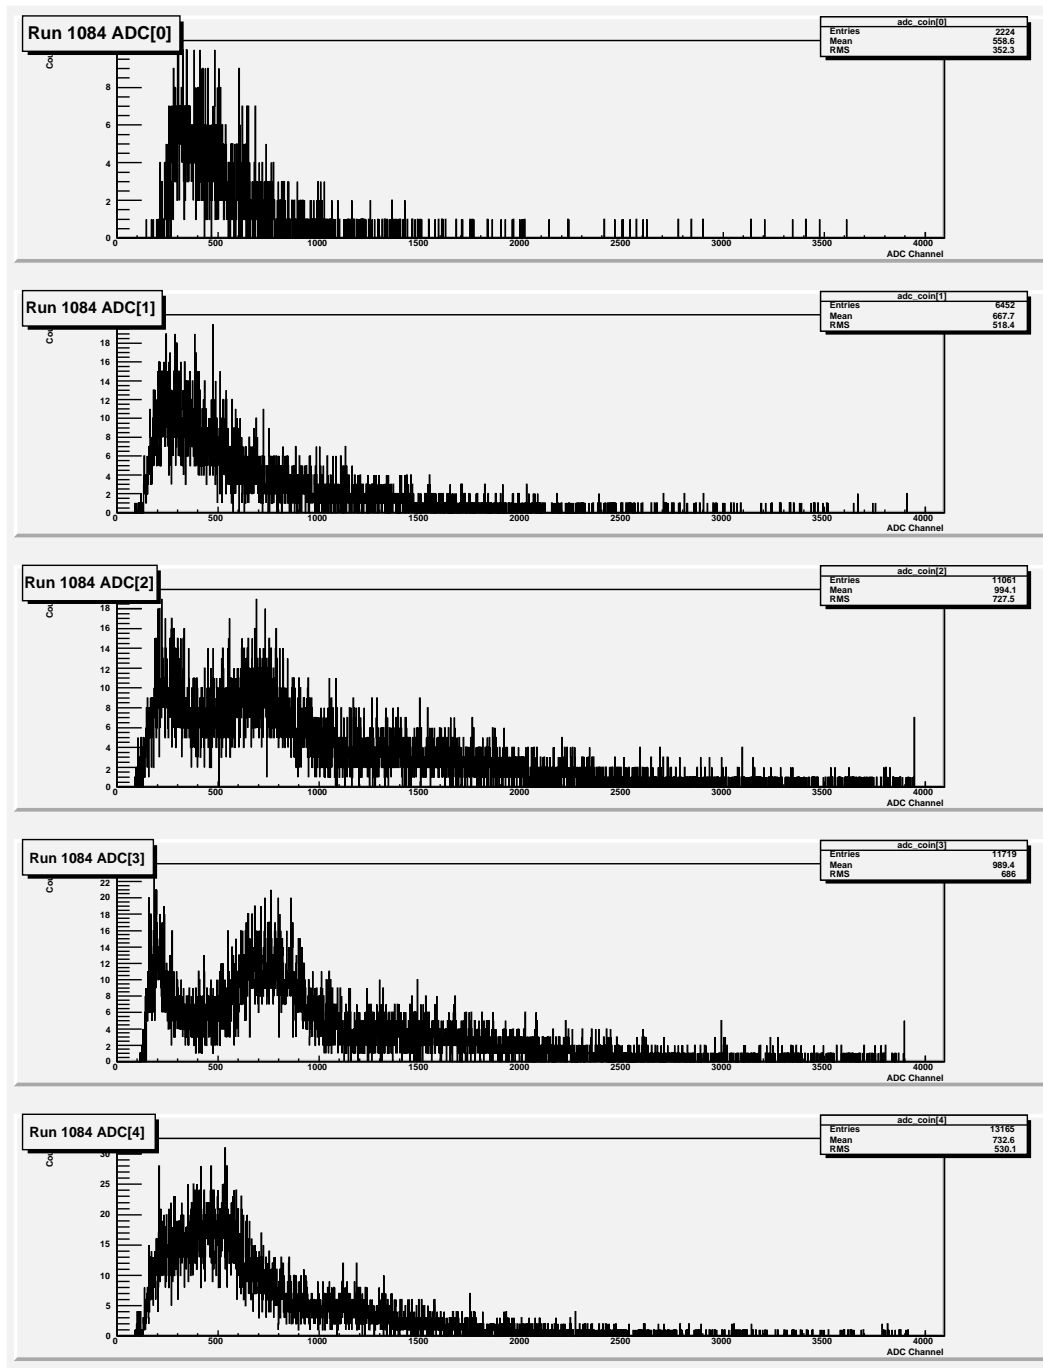 Run 1084 ADC[0]
adc_coin[0]
Entries 2224
Mean 558.6
RMS 352.3
8
6
4
2
0
0 500 1000 1500 2000 2500 3000 3500 4000
ADC Channel
Run 1084 ADC[1]
adc_coin[1]
Entries 6452
Mean 667.7
RMS 518.4
18
16
14
12
10
8
6
4
2
0
0 500 1000 1500 2000 2500 3000 3500 4000
ADC Channel
Run 1084 ADC[2]
adc_coin[2]
Entries 11061
Mean 994.1
RMS 727.5
18
16
14
12
10
8
6
4
2
0
0 500 1000 1500 2000 2500 3000 3500 4000
ADC Channel
Run 1084 ADC[3]
adc_coin[3]
Entries 11719
Mean 989.4
RMS 686
22
20
18
16
14
12
10
8
6
4
2
0
0 500 1000 1500 2000 2500 3000 3500 4000
ADC Channel
Run 1084 ADC[4]
adc_coin[4]
Entries 13165
Mean 732.6
RMS 530.1
30
25
20
15
10
5
0
0 500 1000 1500 2000 2500 3000 3500 4000
ADC Channel